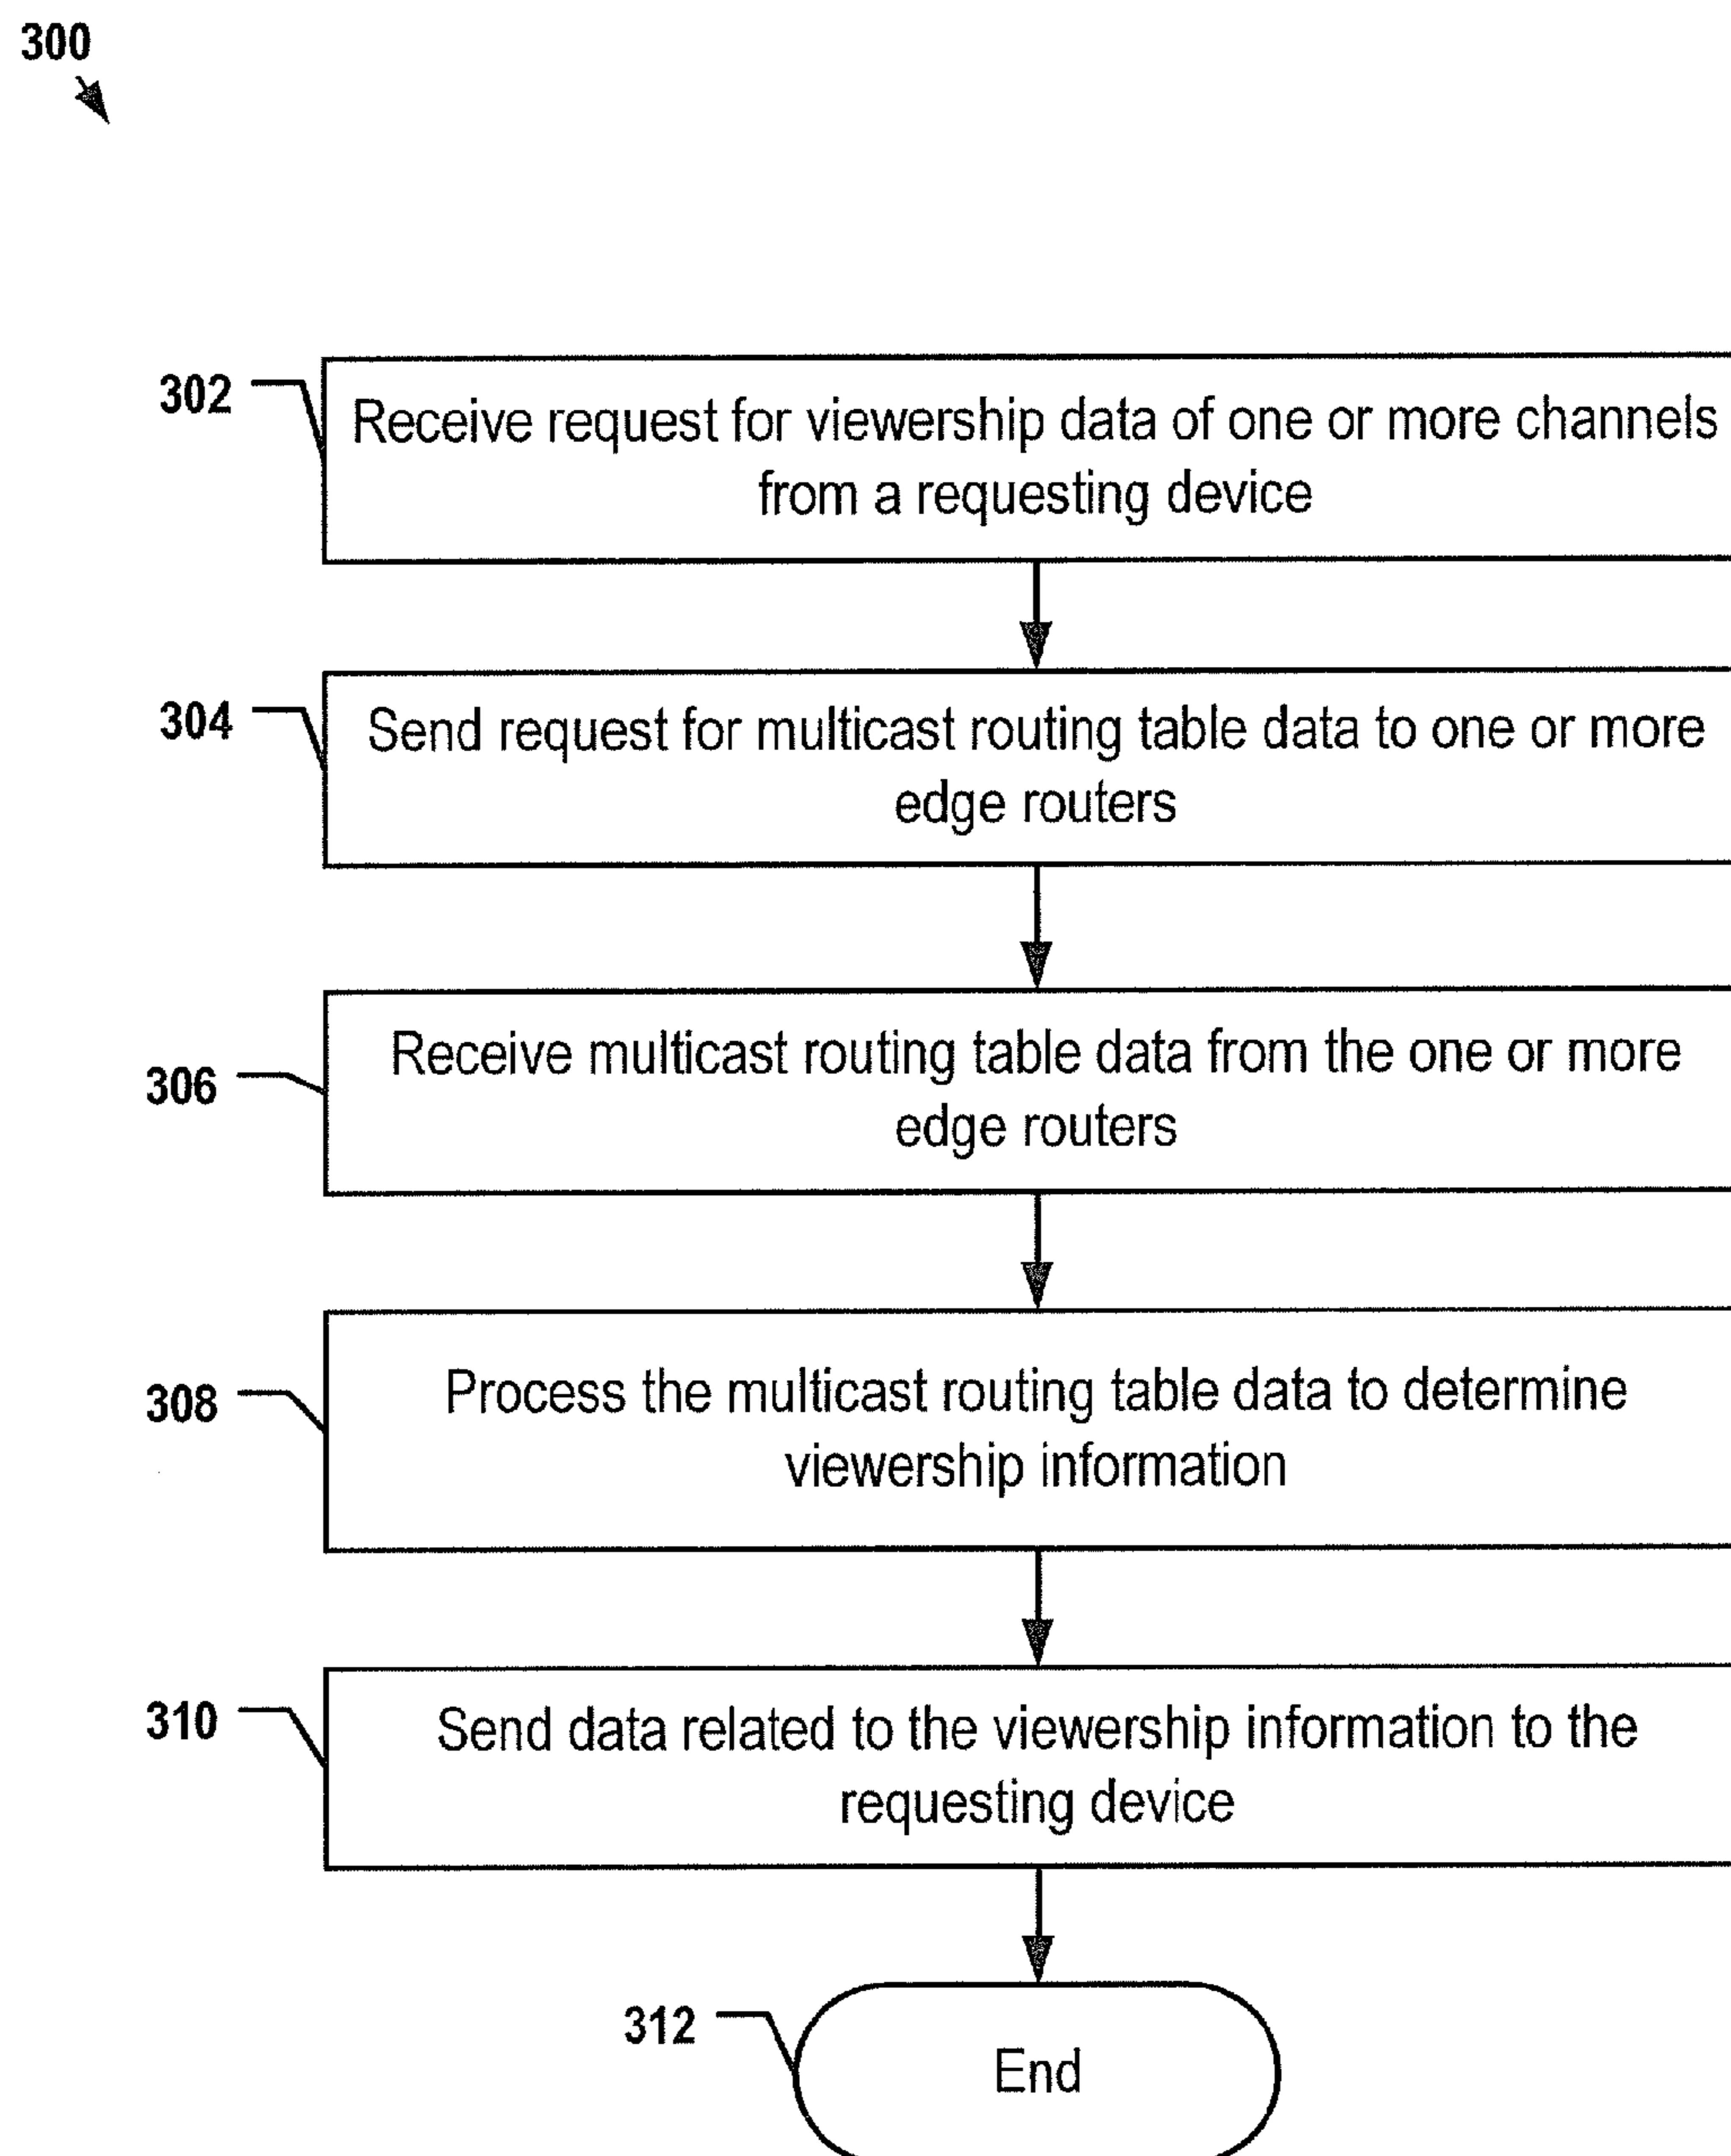 300
302
Receive request for viewership data of one or more channels
from a requesting device
304
Send request for multicast routing table data to one or more
edge routers
306
Receive multicast routing table data from the one or more
edge routers
308
Process the multicast routing table data to determine
viewership information
310
Send data related to the viewership information to the
requesting device
312
End